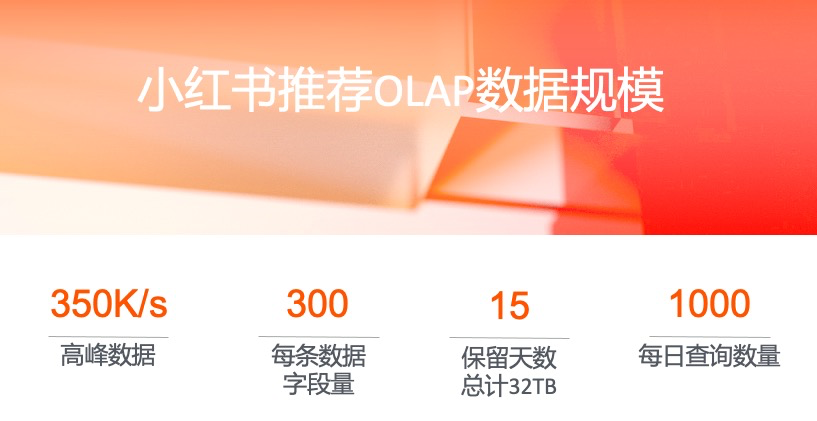 小红书推荐OLAP数据规模
350K/s
高峰数据
300
每条数据
字段量
15
保留天数
总计32TB
1000
每日查询数量